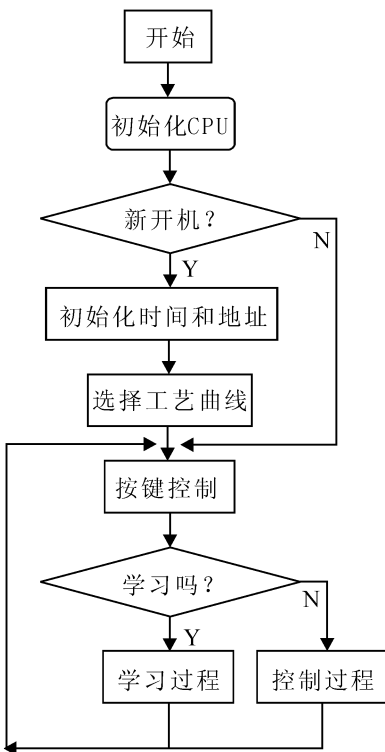 开始
初始化CPU
新开机？
N
Y
初始化时间和地址
选择工艺曲线
按键控制
学习吗？
N
Y
学习过程
控制过程